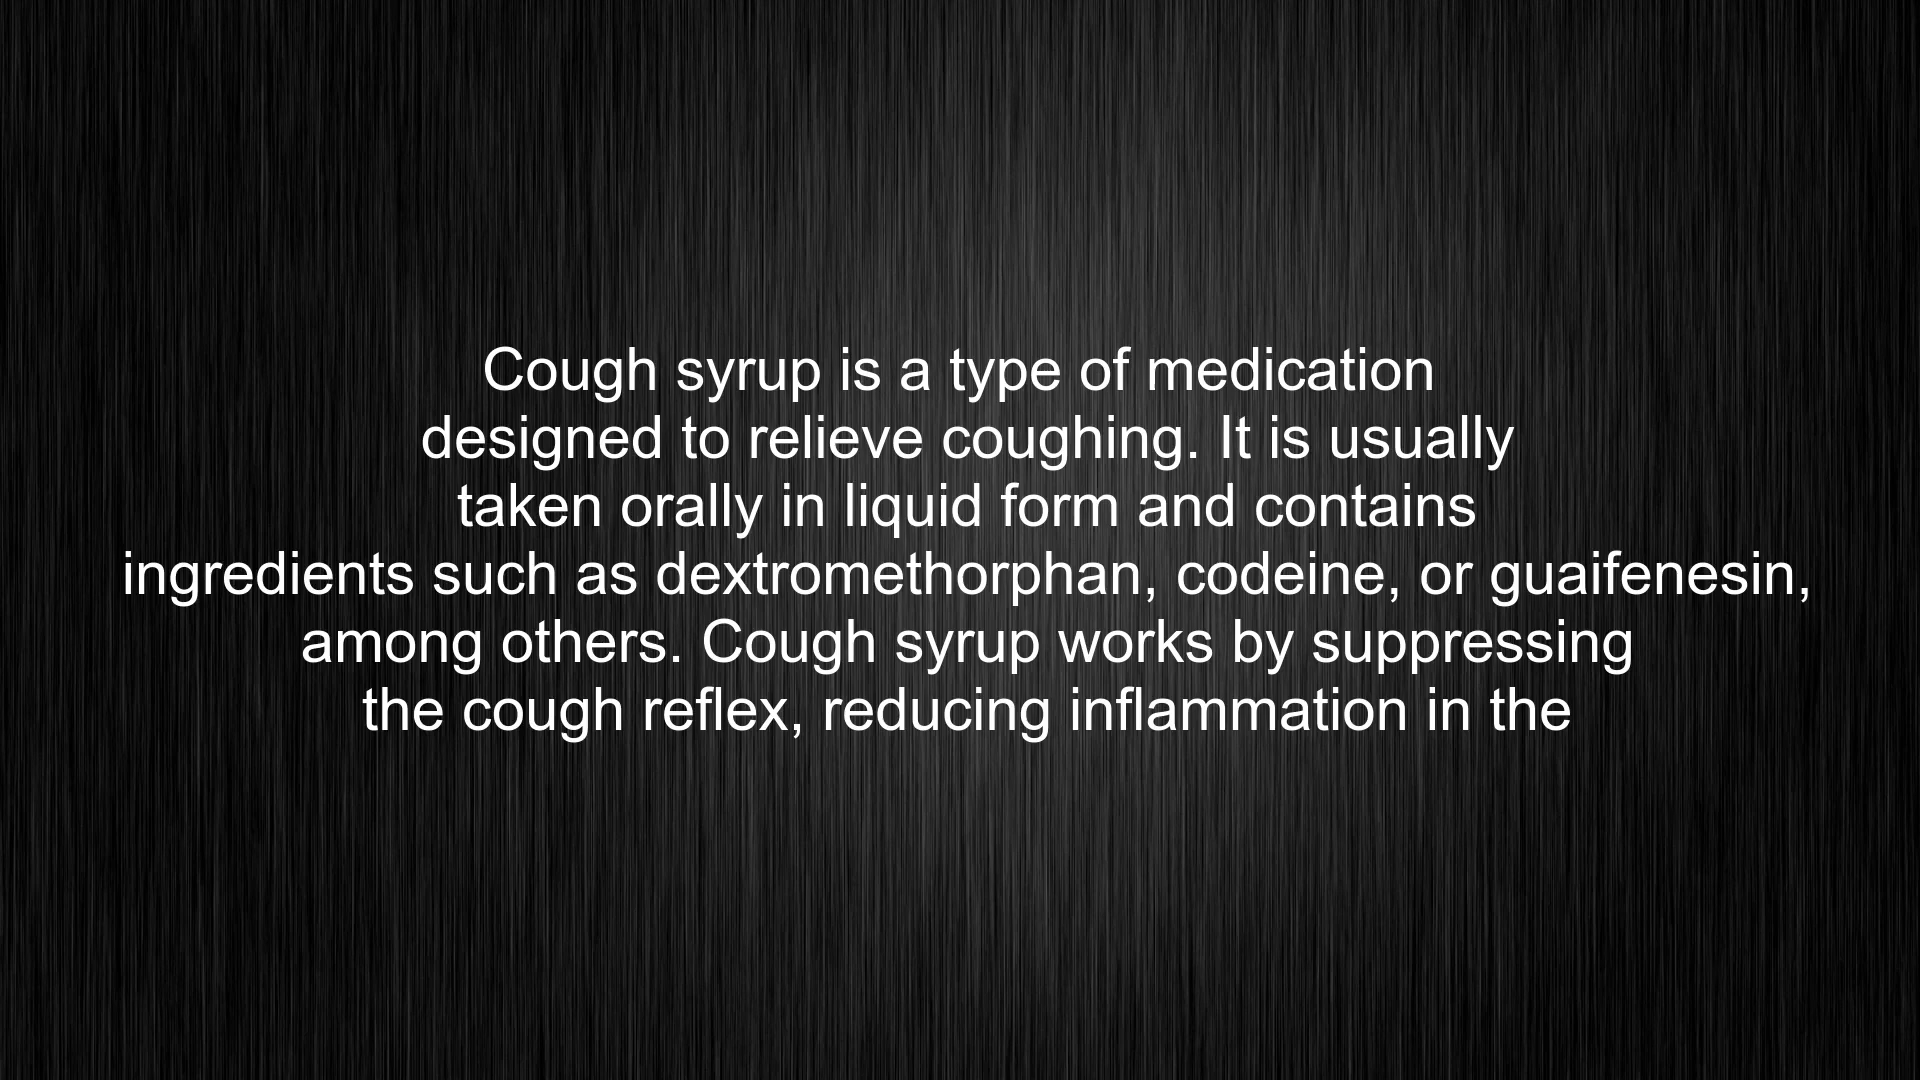 Cough syrup is a type of medication
designed to relieve coughing. It is usually
taken orally in liquid form and contains
ingredients such as dextromethorphan, codeine, or guaifenesin,
among others. Cough syrup works by suppressing
the cough reflex, reducing inflammation in the